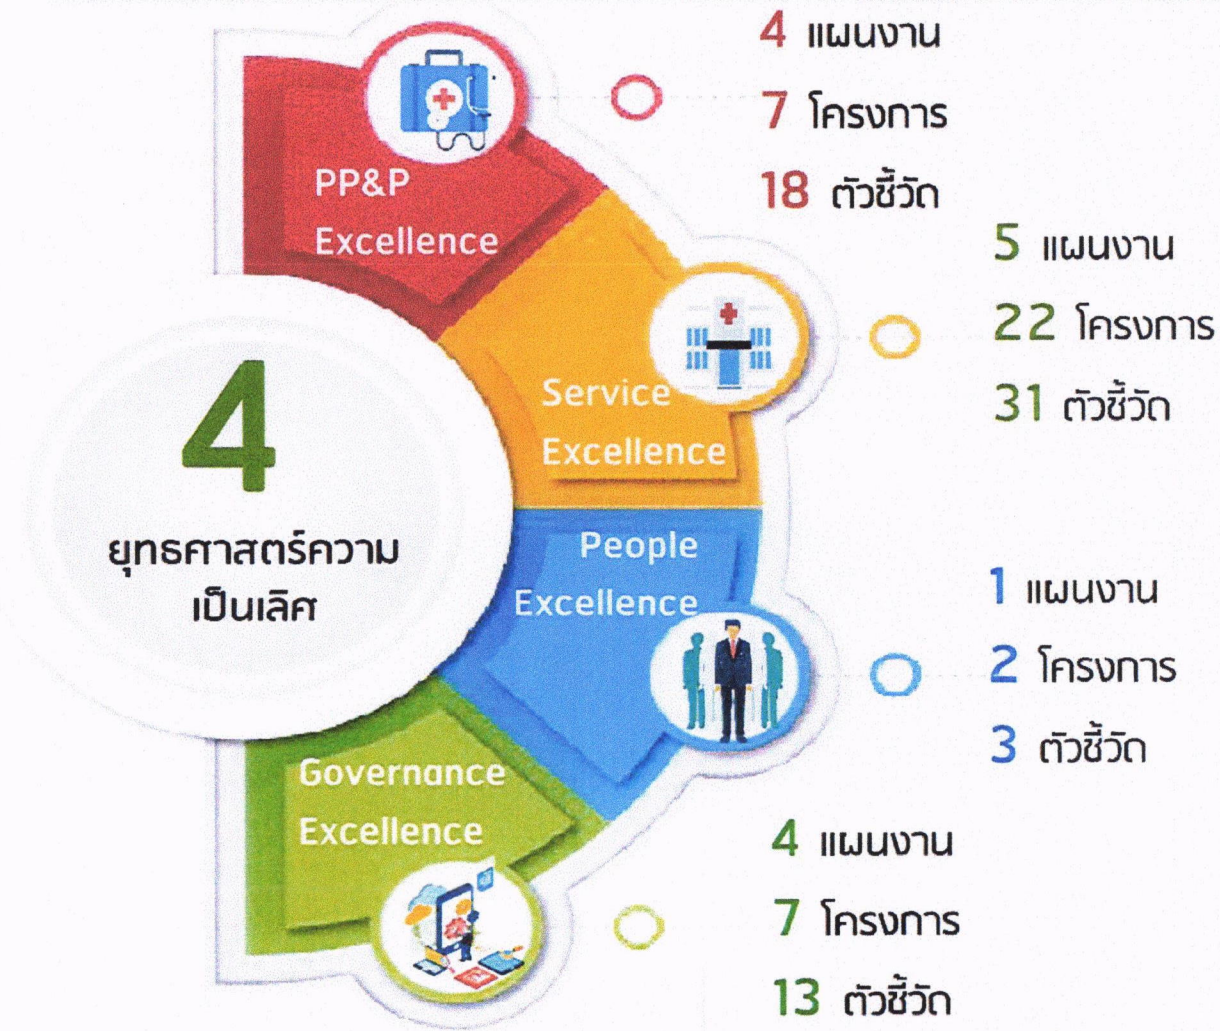 4
ยุทธศาสตร์ความ
เป็นเลิศ
PP&P
Excellence
4 แผนงาน
7 โครงการ
18 ตัวชี้วัด
Service
Excellence
5 แผนงาน
22 โครงการ
31 ตัวชี้วัด
People
Excellence
1 แผนงาน
2 โครงการ
3 ตัวชี้วัด
Governance
Excellence
4 แผนงาน
7 โครงการ
13 ตัวชี้วัด